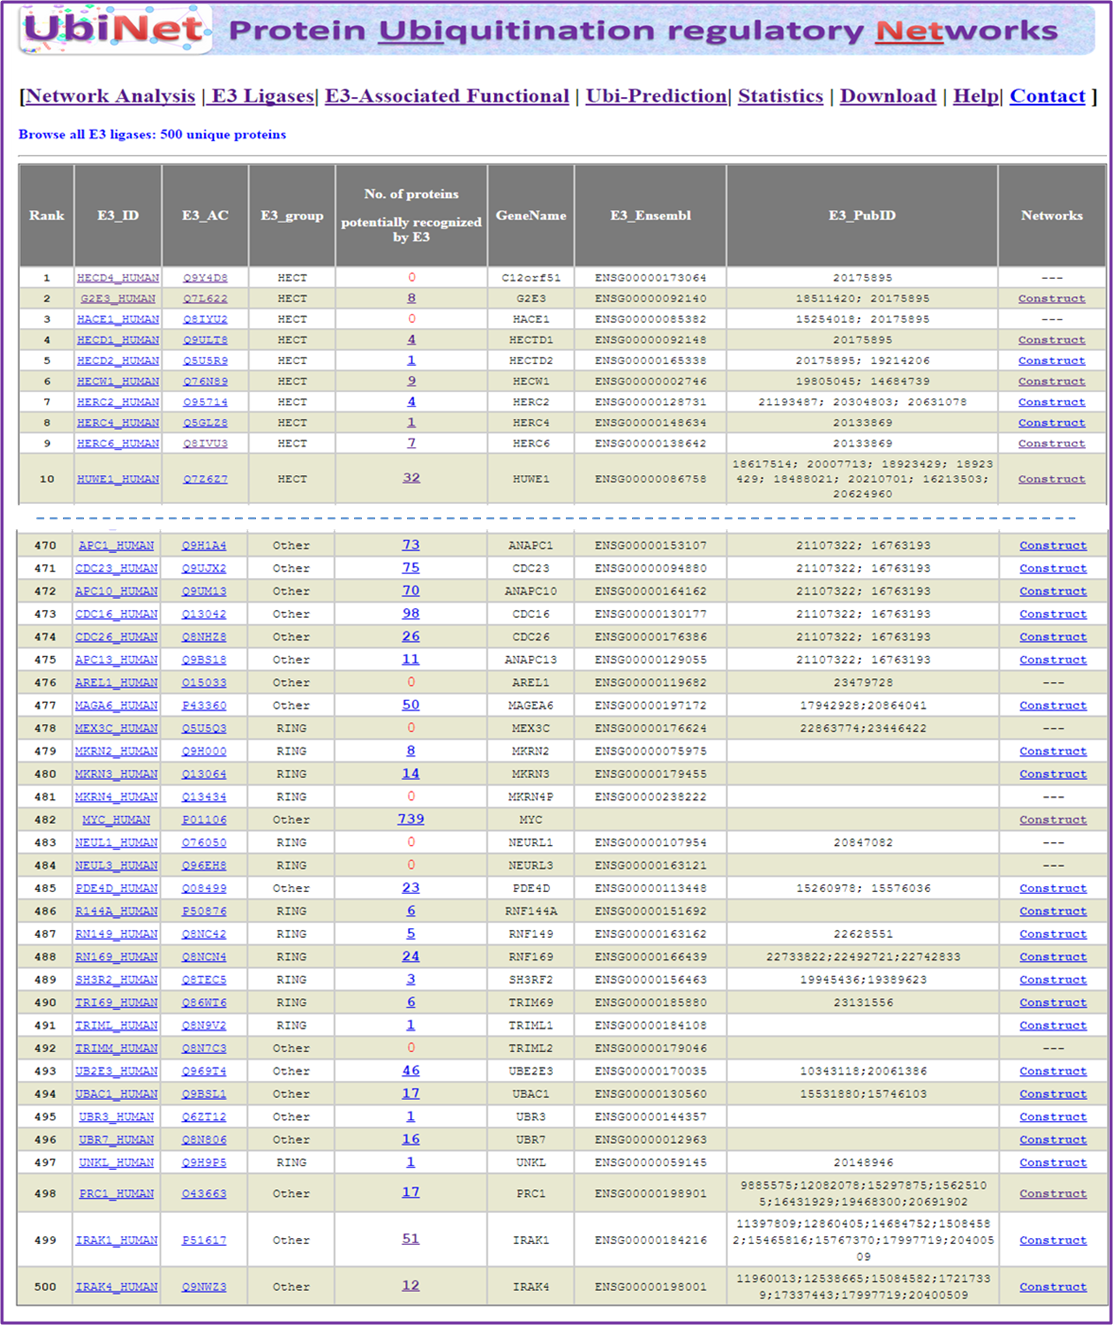 UbiNet Protein Ubiquitination regulatory Networks
[Network Analysis | E3 Ligases| E3-Associated Functional | Ubi-Prediction| Statistics | Download | Help| Contact ]
Browse all E3 ligases: 500 unique proteins
Rank E3_ID E3_AC E3_group No. of proteins potentially recognized by E3 GeneName E3_Ensembl E3_PubID Networks
1 HECD4_HUMAN Q9Y4D8 HECT 0 C12orf51 ENSG00000173064 20175895 ---
2 G2E3_HUMAN Q7L622 HECT 8 G2E3 ENSG00000092140 18511420; 20175895 Construct
3 HACE1_HUMAN Q8IYU2 HECT 0 HACE1 ENSG00000085382 15254018; 20175895 ---
4 HECD1_HUMAN Q9ULT8 HECT 4 HECTD1 ENSG00000092148 20175895 Construct
5 HECD2_HUMAN Q5U5R9 HECT 1 HECTD2 ENSG00000165338 20175895; 19214206 Construct
6 HECW1_HUMAN Q76N89 HECT 9 HECW1 ENSG00000002746 19805045; 14684739 Construct
7 HERC2_HUMAN O95714 HECT 4 HERC2 ENSG00000128731 21193487; 20304803; 20631078 Construct
8 HERC4_HUMAN Q5GLZ8 HECT 1 HERC4 ENSG00000148634 20133869 Construct
9 HERC6_HUMAN Q8IVU3 HECT 7 HERC6 ENSG00000138642 20133869 Construct
10 HUWE1_HUMAN Q7Z6Z7 HECT 32 HUWE1 ENSG00000086758 18617514; 20007713; 18923429; 18923
429; 18488021; 20210701; 16213503;
20624960 Construct
470 APC1_HUMAN Q9H1A4 Other 73 ANAPC1 ENSG00000153107 21107322; 16763193 Construct
471 CDC23_HUMAN Q9UJX2 Other 75 CDC23 ENSG00000094880 21107322; 16763193 Construct
472 APC10_HUMAN Q9UM13 Other 70 ANAPC10 ENSG00000164162 21107322; 16763193 Construct
473 CDC16_HUMAN Q13042 Other 98 CDC16 ENSG00000130177 21107322; 16763193 Construct
474 CDC26_HUMAN Q8NHZ8 Other 26 CDC26 ENSG00000176386 21107322; 16763193 Construct
475 APC13_HUMAN Q9BS18 Other 11 ANAPC13 ENSG00000129055 21107322; 16763193 Construct
476 AREL1_HUMAN O15033 Other 0 AREL1 ENSG00000119682 23479728 ---
477 MAGA6_HUMAN P43360 Other 50 MAGEA6 ENSG00000197172 17942928;20864041 Construct
478 MEX3C_HUMAN Q5U5Q3 RING 0 MEX3C ENSG00000176624 22863774;23446422 ---
479 MKRN2_HUMAN Q9H000 RING 8 MKRN2 ENSG00000075975 Construct
480 MKRN3_HUMAN Q13064 RING 14 MKRN3 ENSG00000179455 Construct
481 MKRN4_HUMAN Q13434 RING 0 MKRN4P ENSG00000238222 ---
482 MYC_HUMAN P01106 Other 739 MYC Construct
483 NEUL1_HUMAN O76050 RING 0 NEURL1 ENSG00000107954 20847082 ---
484 NEUL3_HUMAN Q96EH8 RING 0 NEURL3 ENSG00000163121 ---
485 PDE4D_HUMAN Q08499 Other 23 PDE4D ENSG00000113448 15260978; 15576036 Construct
486 R144A_HUMAN P50876 RING 6 RNF144A ENSG00000151692 Construct
487 RN149_HUMAN Q8NC42 RING 5 RNF149 ENSG00000163162 22628551 Construct
488 RN169_HUMAN Q8NCN4 RING 24 RNF169 ENSG00000166439 22733822;22492721;22742833 Construct
489 SH3R2_HUMAN Q8TEC5 RING 3 SH3RF2 ENSG00000156463 19945436;19389623 Construct
490 TRI69_HUMAN Q86WT6 RING 6 TRIM69 ENSG00000185880 23131556 Construct
491 TRIML_HUMAN Q8N9V2 RING 1 TRIML1 ENSG00000184108 Construct
492 TRIMM_HUMAN Q8N7C3 Other 0 TRIML2 ENSG00000179046 ---
493 UB2E3_HUMAN Q969T4 Other 46 UBE2E3 ENSG00000170035 10343118;20061386 Construct
494 UBAC1_HUMAN Q9BSL1 Other 17 UBAC1 ENSG00000130560 15531880;15746103 Construct
495 UBR3_HUMAN Q6ZT12 Other 1 UBR3 ENSG00000144357 Construct
496 UBR7_HUMAN Q8N806 Other 16 UBR7 ENSG00000012963 Construct
497 UNKL_HUMAN Q9H9P5 RING 1 UNKL ENSG00000059145 20148946 Construct
498 PRC1_HUMAN O43663 Other 17 PRC1 ENSG00000198901 9885575;12082078;15297875;1562510
5;16431929;19468300;20691902 Construct
499 IRAK1_HUMAN P51617 Other 51 IRAK1 ENSG00000184216 11397809;12860405;14684752;1508458
2;15465816;15767370;17997719;204005
09 Construct
500 IRAK4_HUMAN Q9NWZ3 Other 12 IRAK4 ENSG00000198001 11960013;12538665;15084582;1721733
9;17337443;17997719;20400509 Construct